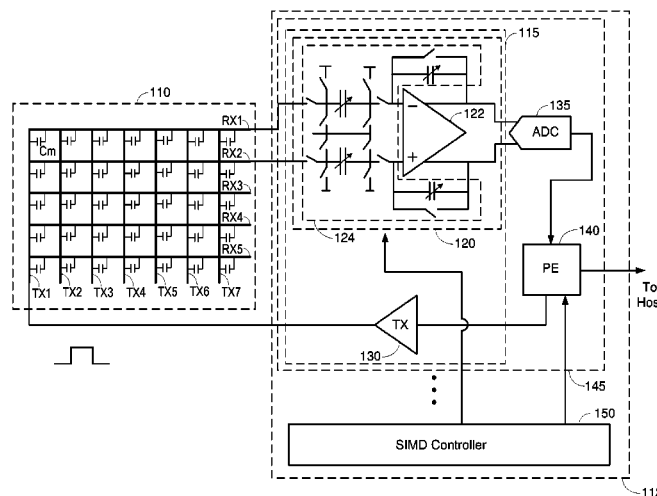 110
RX1
Cm
RX2
RX3
RX4
RX5
TX1
TX2
TX3
TX4
TX5
TX6
TX7
115
122
135
ADC
124
120
140
PE
To
Hos
TX
130
145
150
SIMD Controller